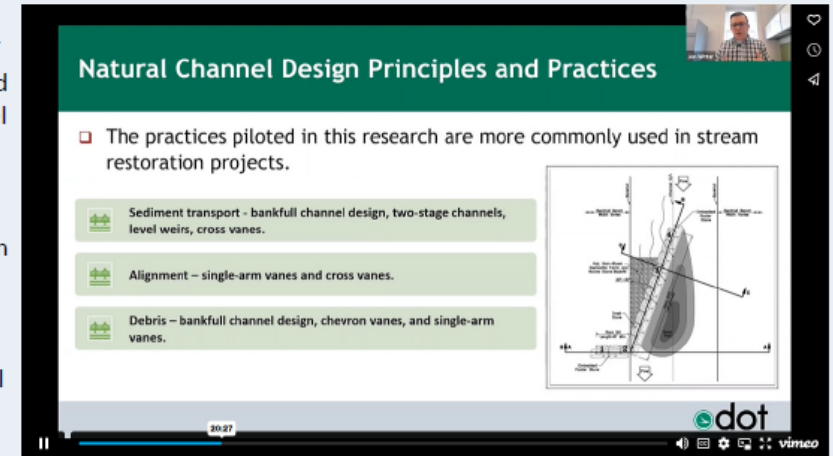 Natural Channel Design Principles and Practices
The practices piloted in this research are more commonly used in stream
restoration projects.
Sediment transport - bankfull channel design, two-stage channels,
level weirs, cross vanes.
Alignment – single-arm vanes and cross vanes.
Debris – bankfull channel design, chevron vanes, and single-arm
vanes.
dot
20:27
CC
vimeo